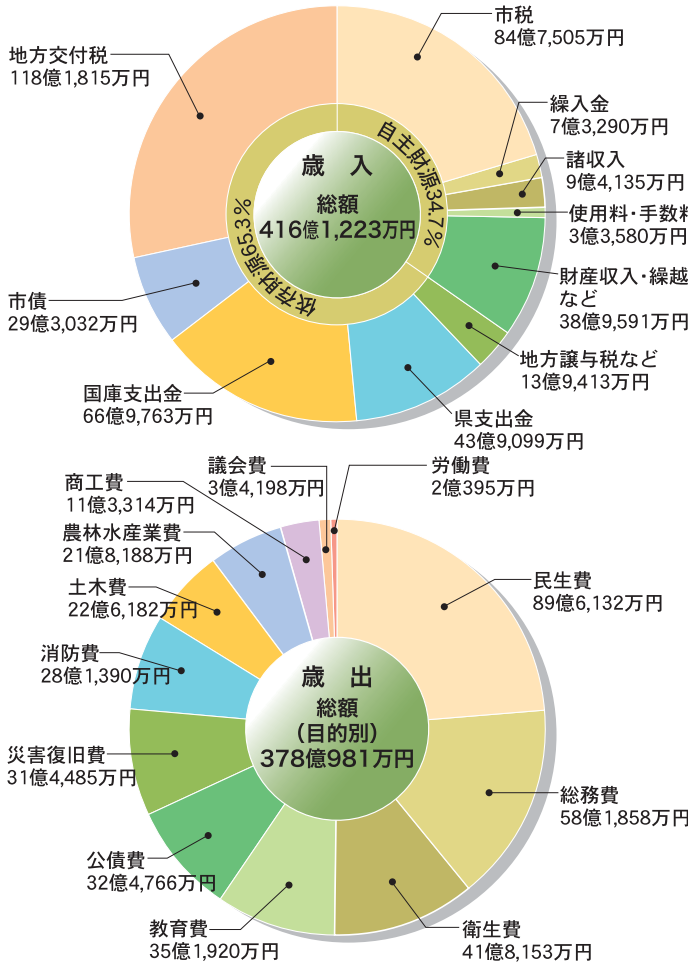 市税
84億7,505万円
地方交付税
118億1,815万円
繰入金
7億3,290万円
諸収入
9億4,135万円
使用料・手数料
3億3,580万円
財産収入・繰越
など
38億9,591万円
地方譲与税など
13億9,413万円
県支出金
43億9,099万円
国庫支出金
66億9,763万円
市債
29億3,032万円
自主財源34.7%
依存財源65.3%
歳 入
総額
416億1,223万円
議会費
3億4,198万円
労働費
2億395万円
商工費
11億3,314万円
農林水産業費
21億8,188万円
土木費
22億6,182万円
消防費
28億1,390万円
災害復旧費
31億4,485万円
公債費
32億4,766万円
教育費
35億1,920万円
衛生費
41億8,153万円
総務費
58億1,858万円
民生費
89億6,132万円
歳 出
総額
(目的別)
378億981万円